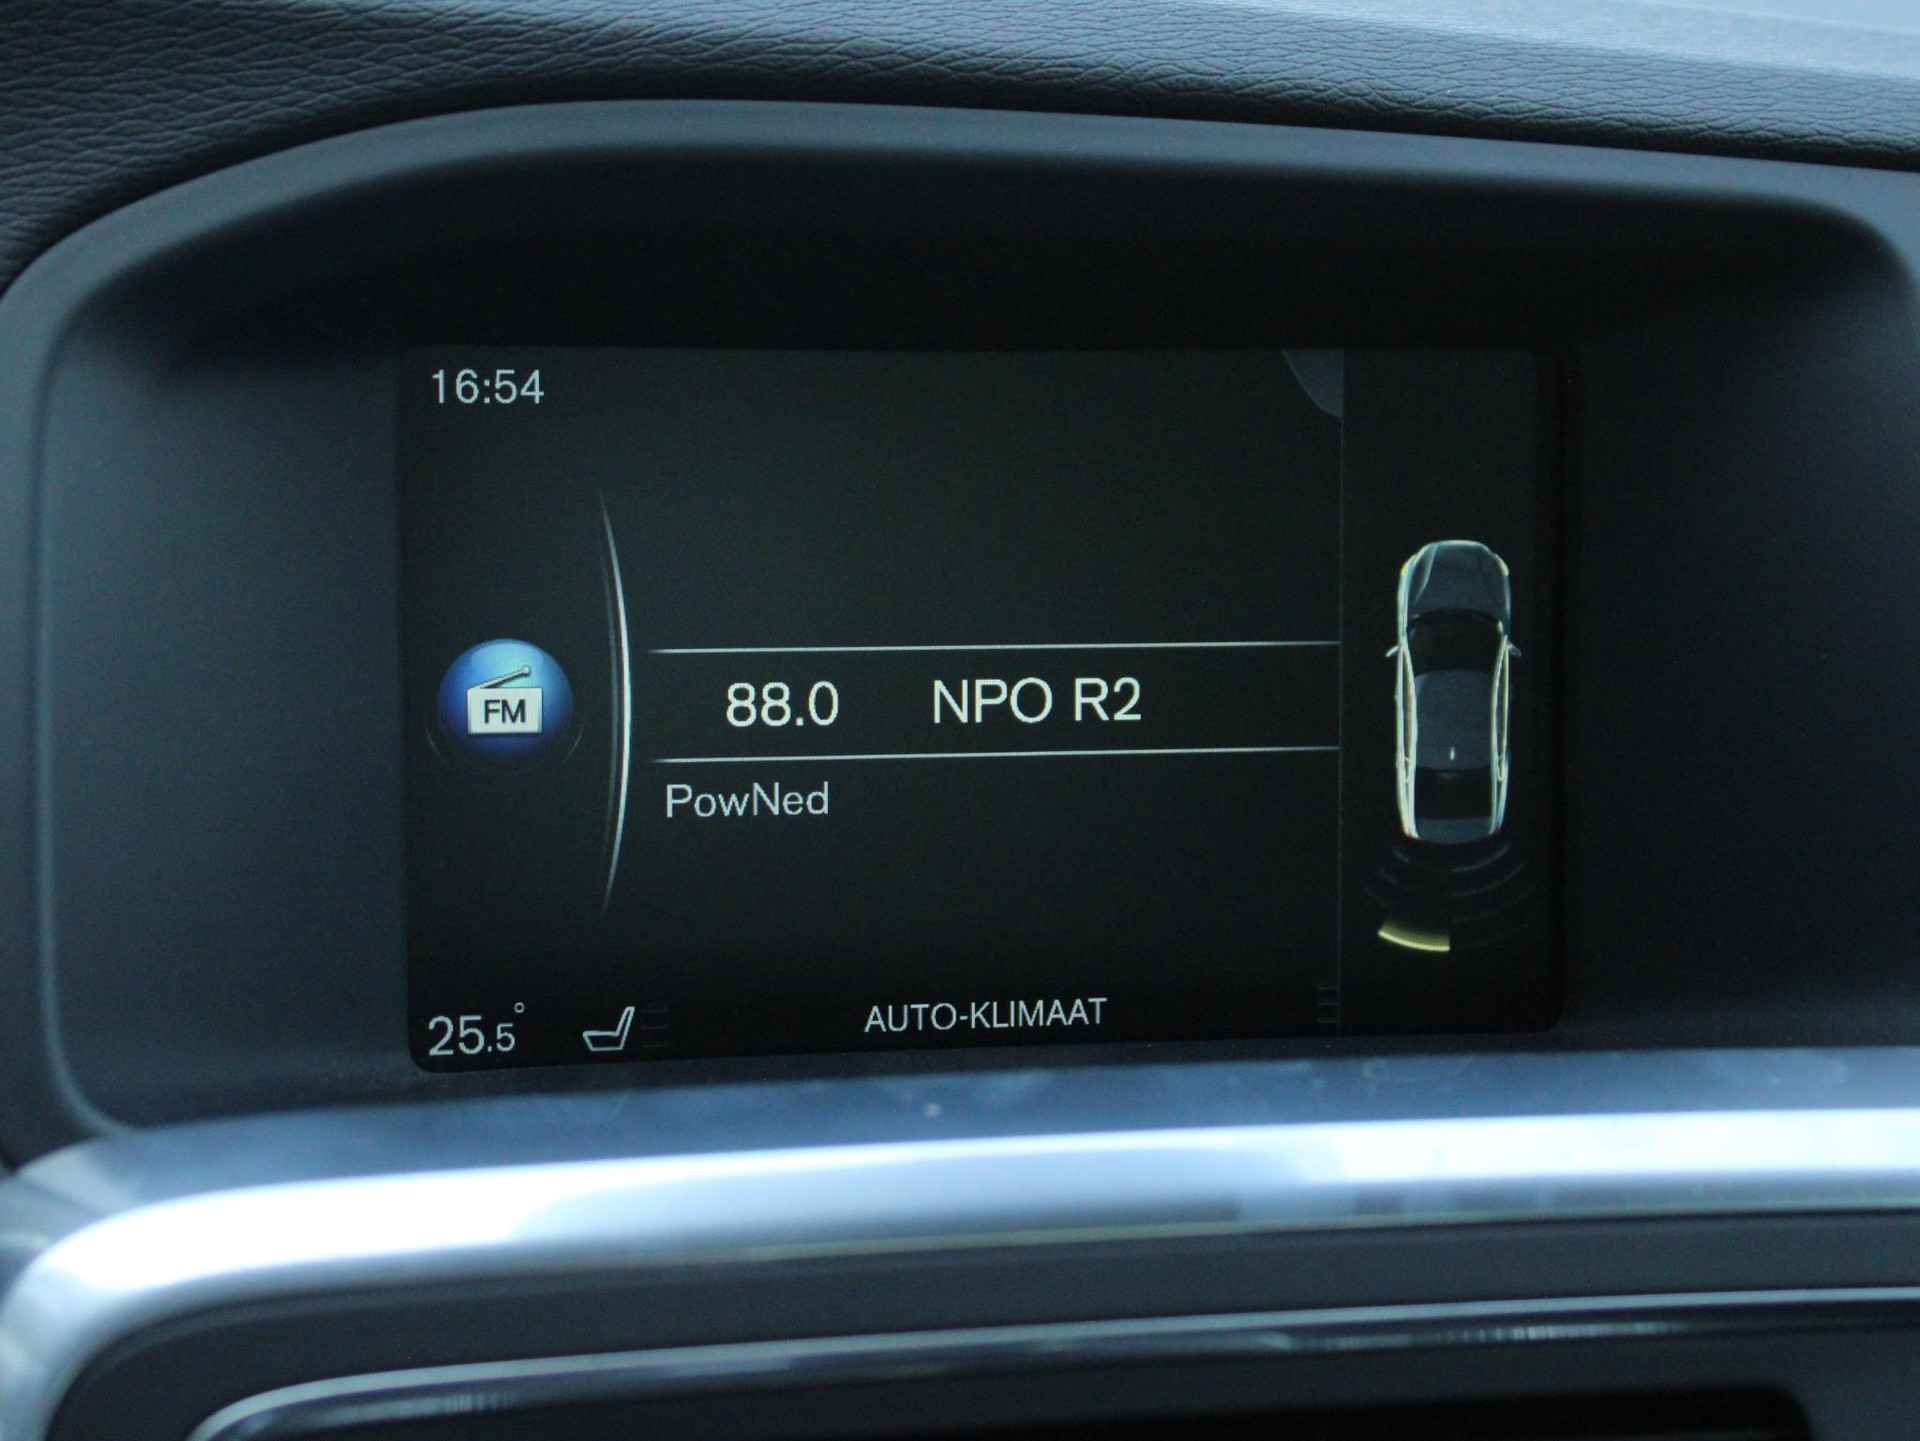 16:54
FM
88.0 NPO R2
PowNed
25.5° AUTO-KLIMAAT